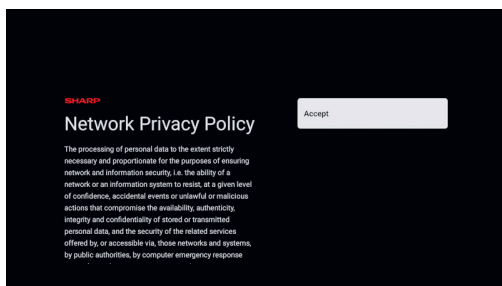 SHARP
Network Privacy Policy
The processing of personal data to the extent strictly
necessary and proportionate for the purposes of ensuring
network and information security, i.e. the ability of a
network or an information system to resist, at a given level
of confidence, accidental events or unlawful or malicious
actions that compromise the availability, authenticity,
integrity and confidentiality of stored or transmitted
personal data, and the security of the related services
offered by, or accessible via, those networks and systems,
by public authorities, by computer emergency response
Accept